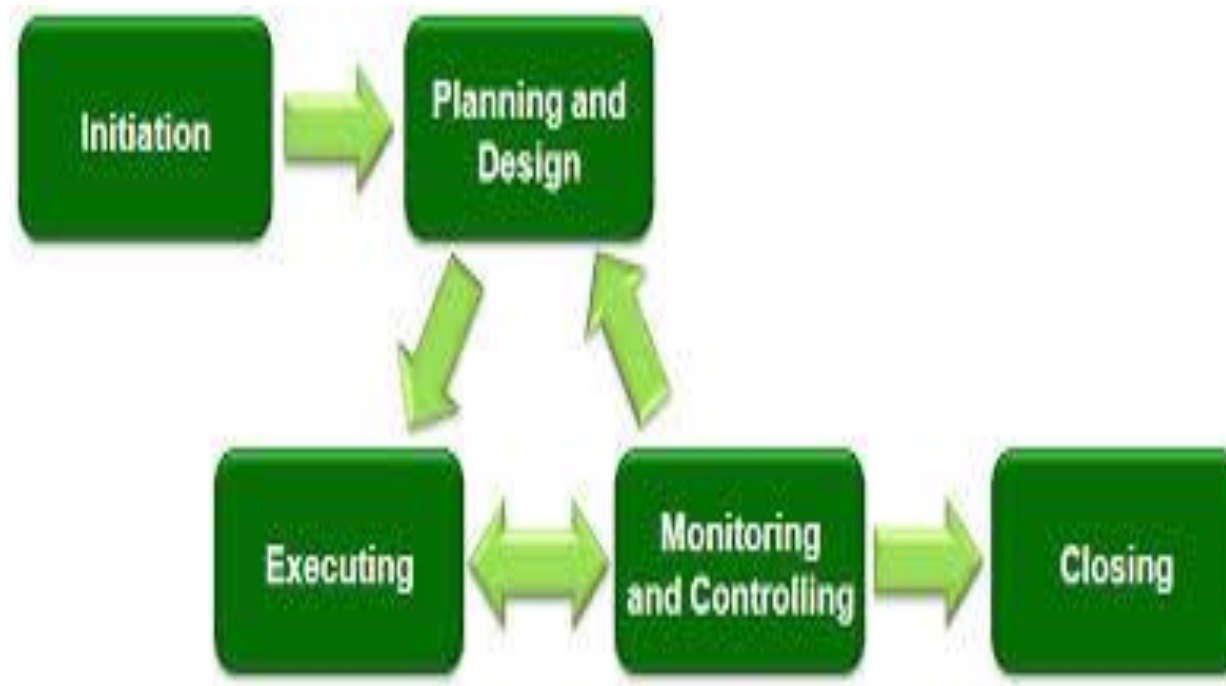 Initiation
Planning and
Design
Executing
Monitoring
and Controlling
Closing